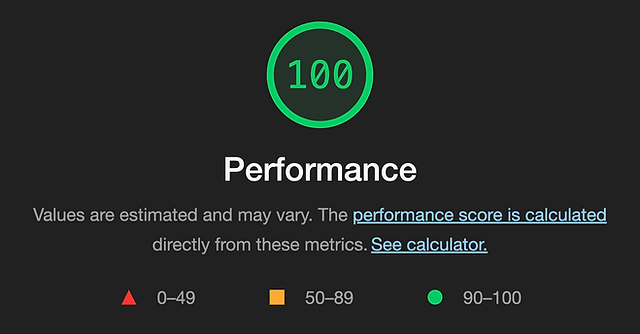 100
Performance
Values are estimated and may vary. The performance score is calculated
directly from these metrics. See calculator.
0–49 50–89 90–100